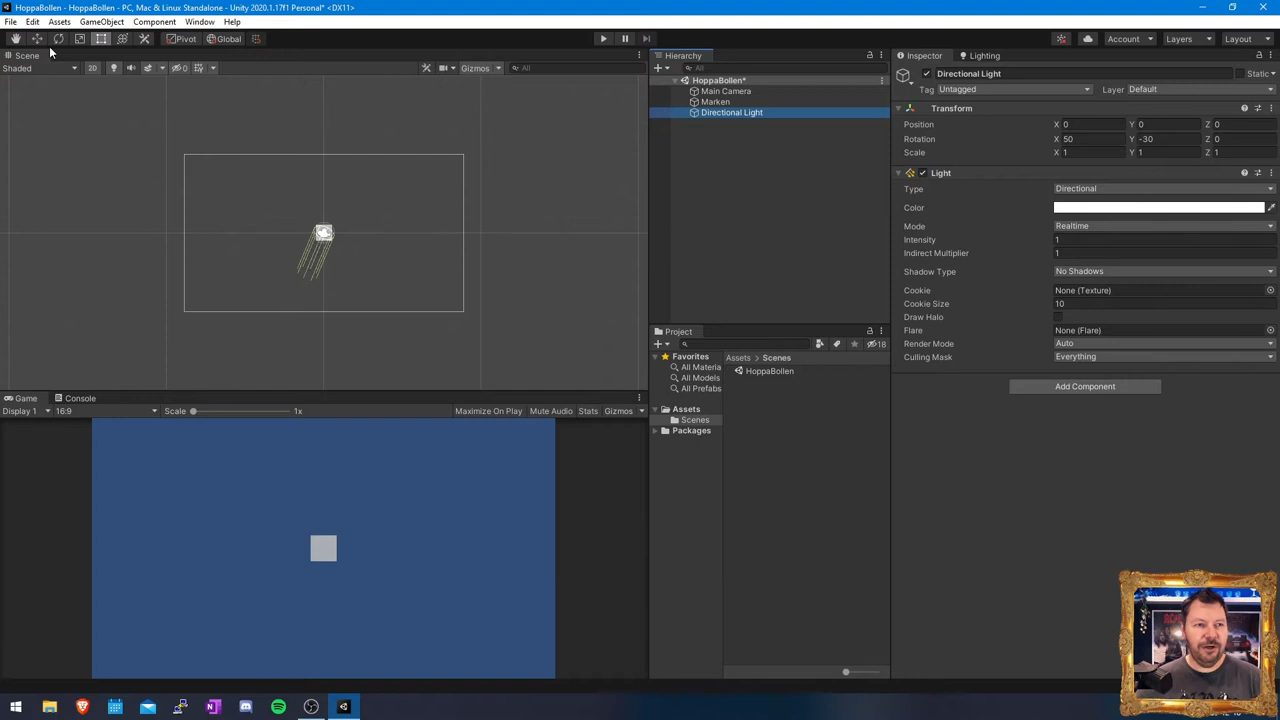 HoppaBollen - HoppaBollen - PC, Mac & Linux Standalone - Unity 2020.1.17f1 Personal* <DX11>
File Edit Assets GameObject Component Window Help
Pivot Global Account Layers Layout
Scene
Shaded 2D 0 Gizmos All
Hierarchy
All
HoppaBollen*
Main Camera
Marken
Directional Light
Inspector Lighting
Directional Light Static
Tag Untagged Layer Default
Transform
Position X 0 Y 0 Z 0
Rotation X 50 Y -30 Z 0
Scale X 1 Y 1 Z 1
Light
Type Directional
Color
Mode Realtime
Intensity 1
Indirect Multiplier 1
Shadow Type No Shadows
Cookie None (Texture)
Cookie Size 10
Draw Halo
Flare None (Flare)
Render Mode Auto
Culling Mask Everything
Add Component
Project
18
Favorites
All Materia
All Models
All Prefabs
Assets
Scenes
Packages
Assets > Scenes
HoppaBollen
Game Console
Display 1 16:9 Scale 1x Maximize On Play Mute Audio Stats Gizmos